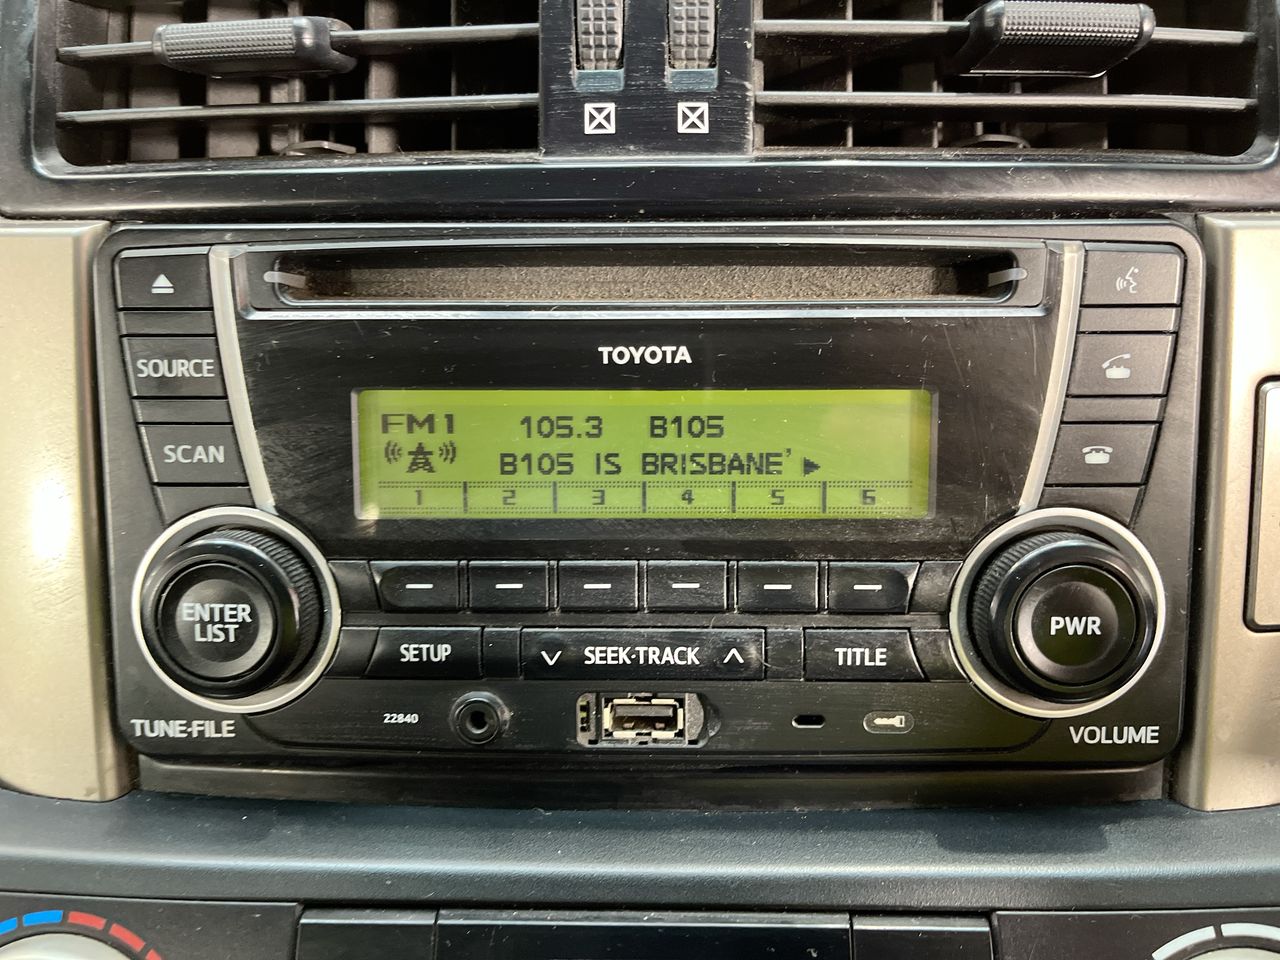 TOYOTA
SOURCE
SCAN
FM1 105.3 B105
B105 IS BRISBANE'
1 2 3 4 5 6
ENTER
LIST
PWR
SETUP
SEEK·TRACK
TITLE
TUNE·FILE
22840
VOLUME